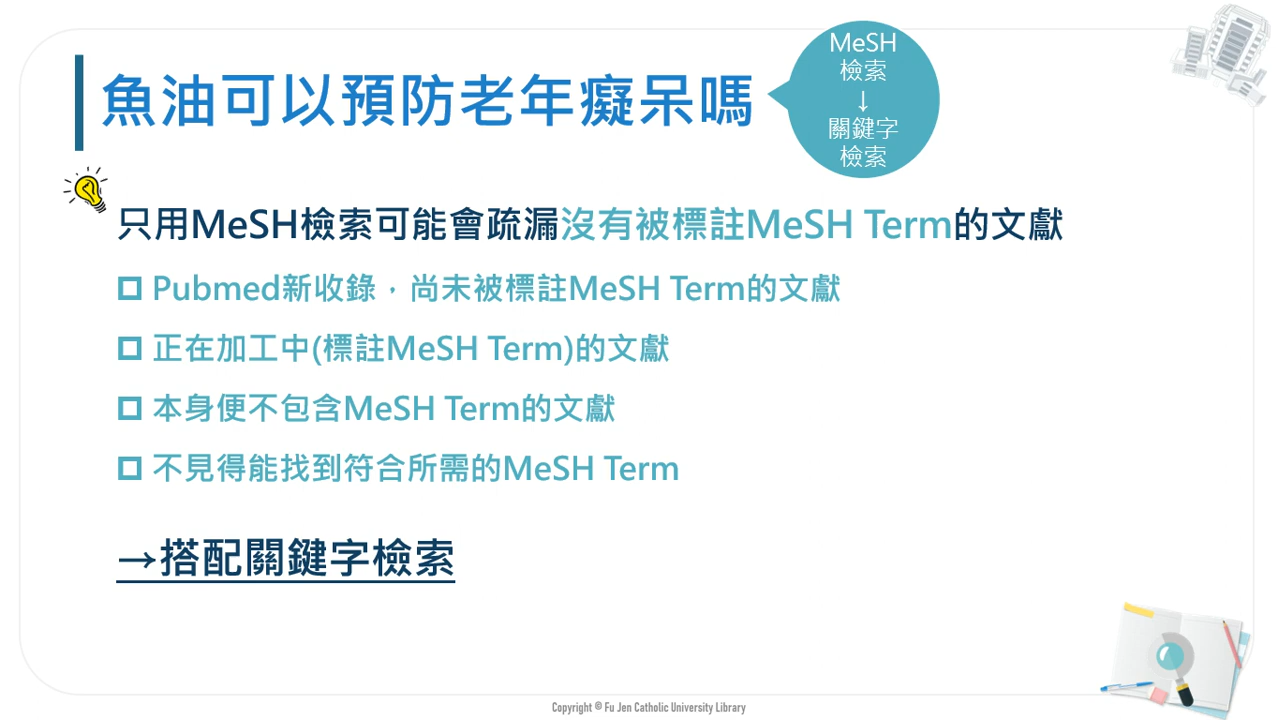 魚油可以預防老年癡呆嗎
MeSH
檢索
↓
關鍵字
檢索
只用MeSH檢索可能會疏漏沒有被標註MeSH Term的文獻
Pubmed新收錄，尚未被標註MeSH Term的文獻
正在加工中(標註MeSH Term)的文獻
本身便不包含MeSH Term的文獻
不見得能找到符合所需的MeSH Term
→搭配關鍵字檢索
Copyright © Fu Jen Catholic University Library